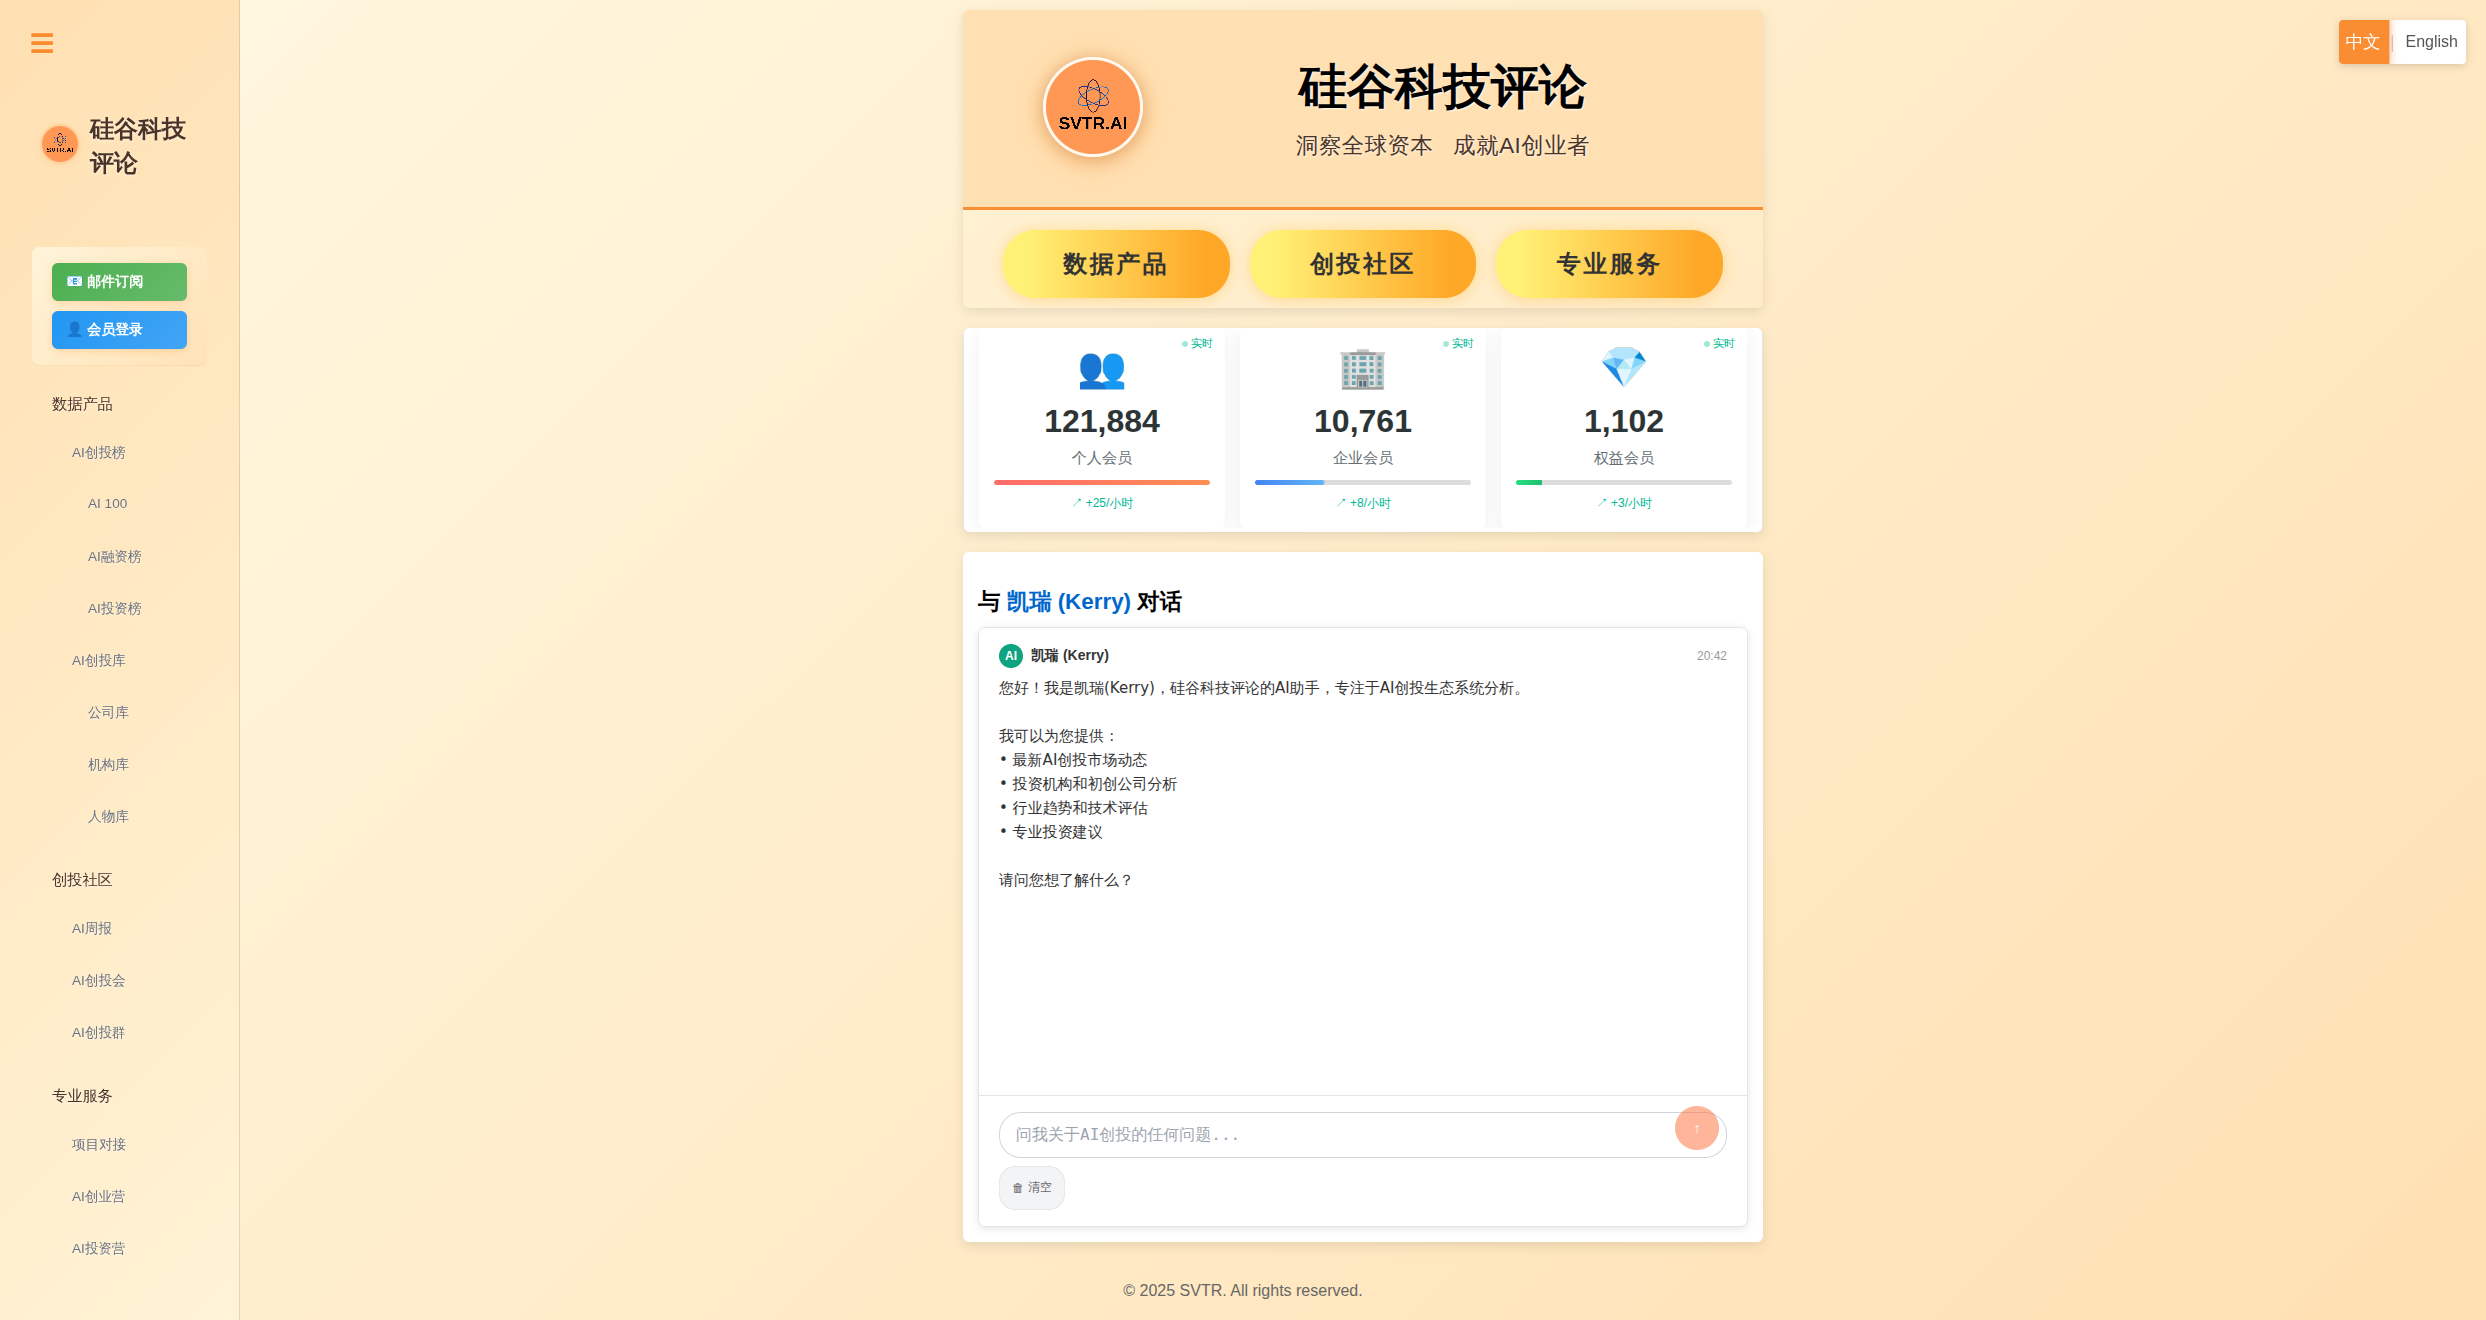 ☰
SVTR.AI
硅谷科技
评论
📧 邮件订阅
👤 会员登录
数据产品
AI创投榜
AI 100
AI融资榜
AI投资榜
AI创投库
公司库
机构库
人物库
创投社区
AI周报
AI创投会
AI创投群
专业服务
项目对接
AI创业营
AI投资营
中文 | English
SVTR.AI
硅谷科技评论
洞察全球资本 成就AI创业者
数据产品
创投社区
专业服务
实时
121,884
个人会员
↗ +25/小时
实时
10,761
企业会员
↗ +8/小时
实时
1,102
权益会员
↗ +3/小时
与 凯瑞 (Kerry) 对话
AI 凯瑞 (Kerry) 20:42
您好！我是凯瑞(Kerry)，硅谷科技评论的AI助手，专注于AI创投生态系统分析。
我可以为您提供：
• 最新AI创投市场动态
• 投资机构和初创公司分析
• 行业趋势和技术评估
• 专业投资建议
请问您想了解什么？
问我关于AI创投的任何问题...
↑
🗑 清空
© 2025 SVTR. All rights reserved.